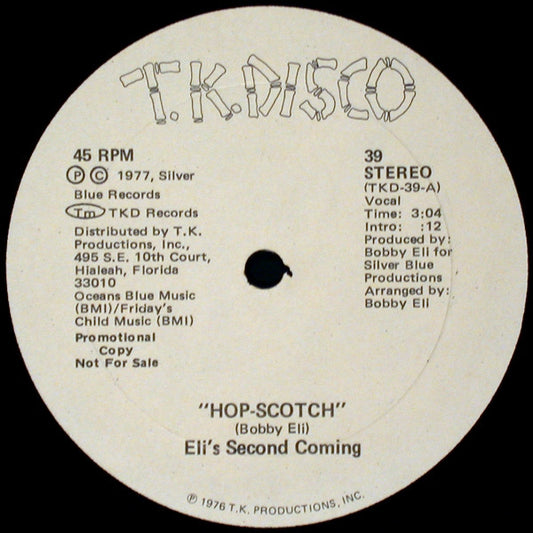 T.K. DISCO
45 RPM
Ⓟ Ⓒ 1977, Silver
Blue Records
Tm TKD Records
Distributed by T.K.
Productions, Inc.,
495 S.E. 10th Court,
Hialeah, Florida
33010
Oceans Blue Music
(BMI)/Friday's
Child Music (BMI)
Promotional
Copy
Not For Sale
39
STEREO
(TKD-39-A)
Vocal
Time: 3:04
Intro: :12
Produced by:
Bobby Eli for
Silver Blue
Productions
Arranged by:
Bobby Eli
"HOP-SCOTCH"
(Bobby Eli)
Eli's Second Coming
Ⓟ 1976 T.K. PRODUCTIONS, INC.